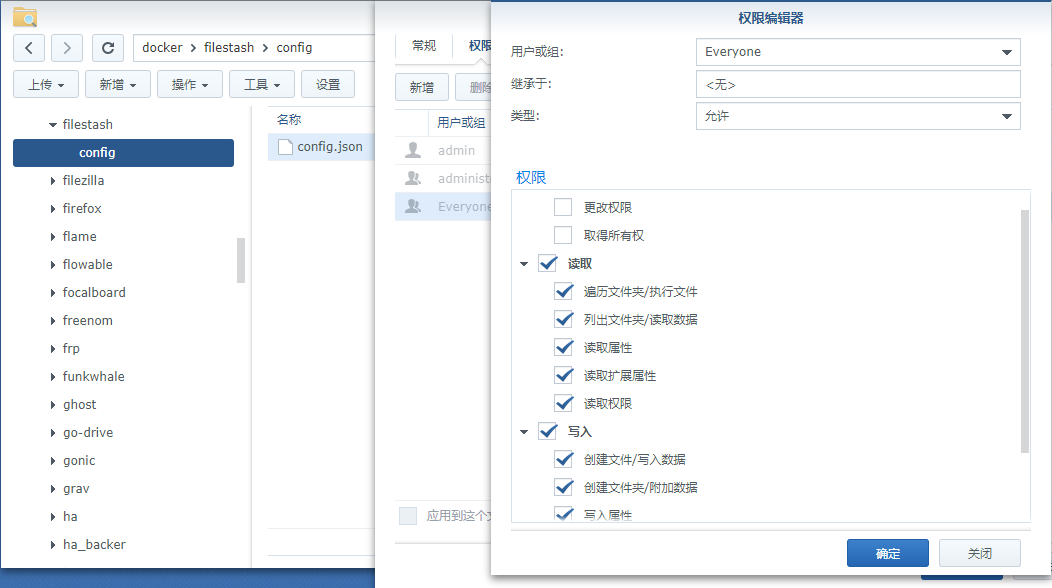 docker > filestash > config
上传
新增
操作
工具
设置
filestash
config
filezilla
firefox
flame
flowable
focalboard
freenom
frp
funkwhale
ghost
go-drive
gonic
grav
ha
ha_backer
名称
config.json
常规
权限
新增
删除
用户或组
admin
administ
Everyone
应用到这个文
权限编辑器
用户或组:
Everyone
继承于:
<无>
类型:
允许
权限
更改权限
取得所有权
读取
遍历文件夹/执行文件
列出文件夹/读取数据
读取属性
读取扩展属性
读取权限
写入
创建文件/写入数据
创建文件夹/附加数据
写入属性
确定
关闭